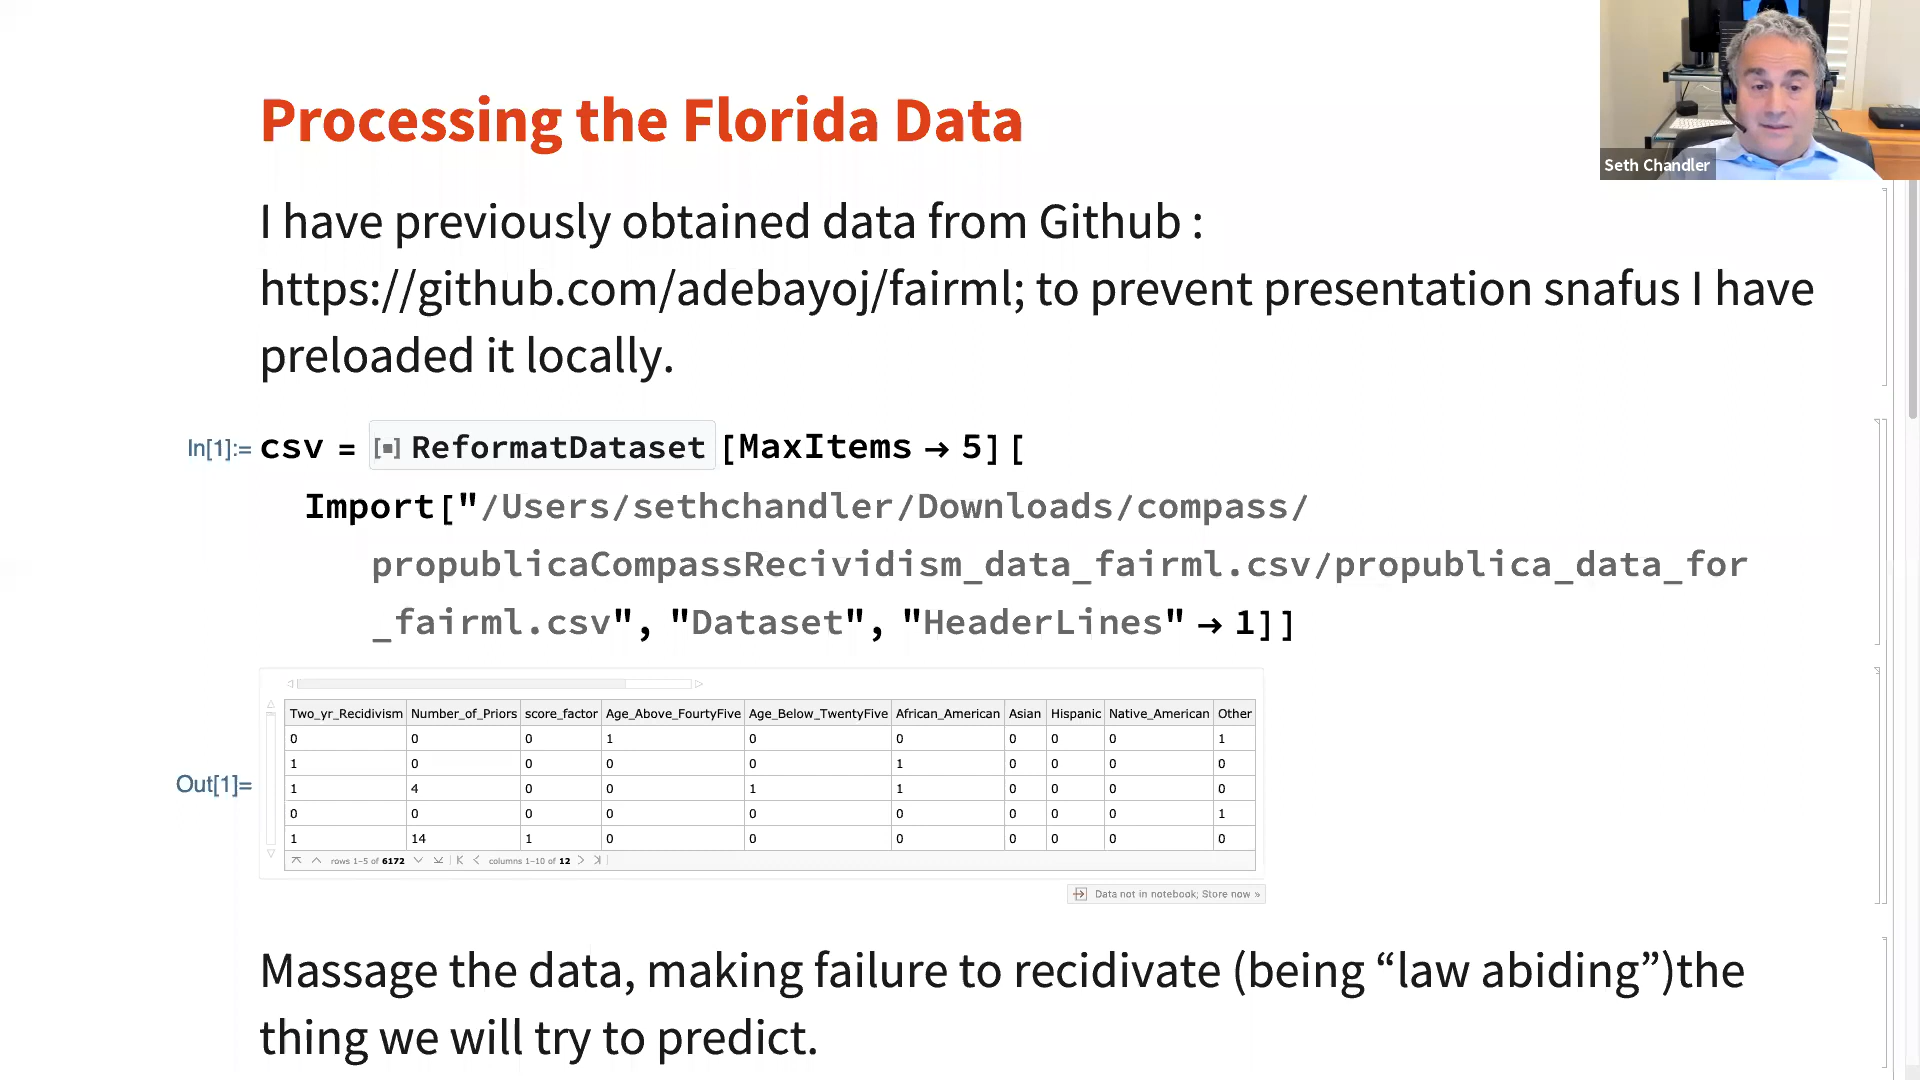 Processing the Florida Data
Seth Chandler
I have previously obtained data from Github :
https://github.com/adebayoj/fairml; to prevent presentation snafus I have
preloaded it locally.
In[1]:= csv = ReformatDataset [MaxItems → 5][
Import["/Users/sethchandler/Downloads/compass/
propublicaCompassRecividism_data_fairml.csv/propublica_data_for
_fairml.csv", "Dataset", "HeaderLines" → 1]]
Two_yr_Recidivism Number_of_Priors score_factor Age_Above_FourtyFive Age_Below_TwentyFive African_American Asian Hispanic Native_American Other
0 0 0 1 0 0 0 0 0 1
1 0 0 0 0 1 0 0 0 0
Out[1]=
1 4 0 0 1 1 0 0 0 0
0 0 0 0 0 0 0 0 0 1
1 14 1 0 0 0 0 0 0 0
rows 1-5 of 6172 columns 1-10 of 12
Data not in notebook; Store now »
Massage the data, making failure to recidivate (being “law abiding”)the
thing we will try to predict.